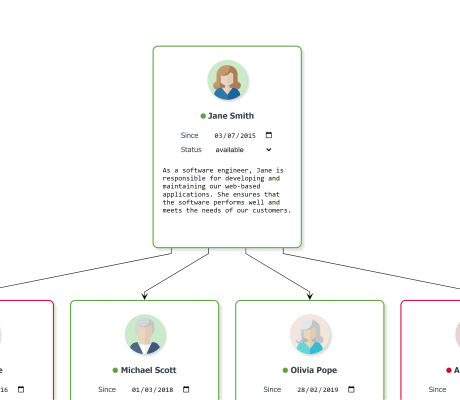 Jane Smith
Since 03/07/2015
Status available
As a software engineer, Jane is
responsible for developing and
maintaining our web-based
applications. She ensures that
the software performs well and
meets the needs of our customers.
e Michael Scott Olivia Pope A
16 Since 01/03/2018 Since 28/02/2019 Since